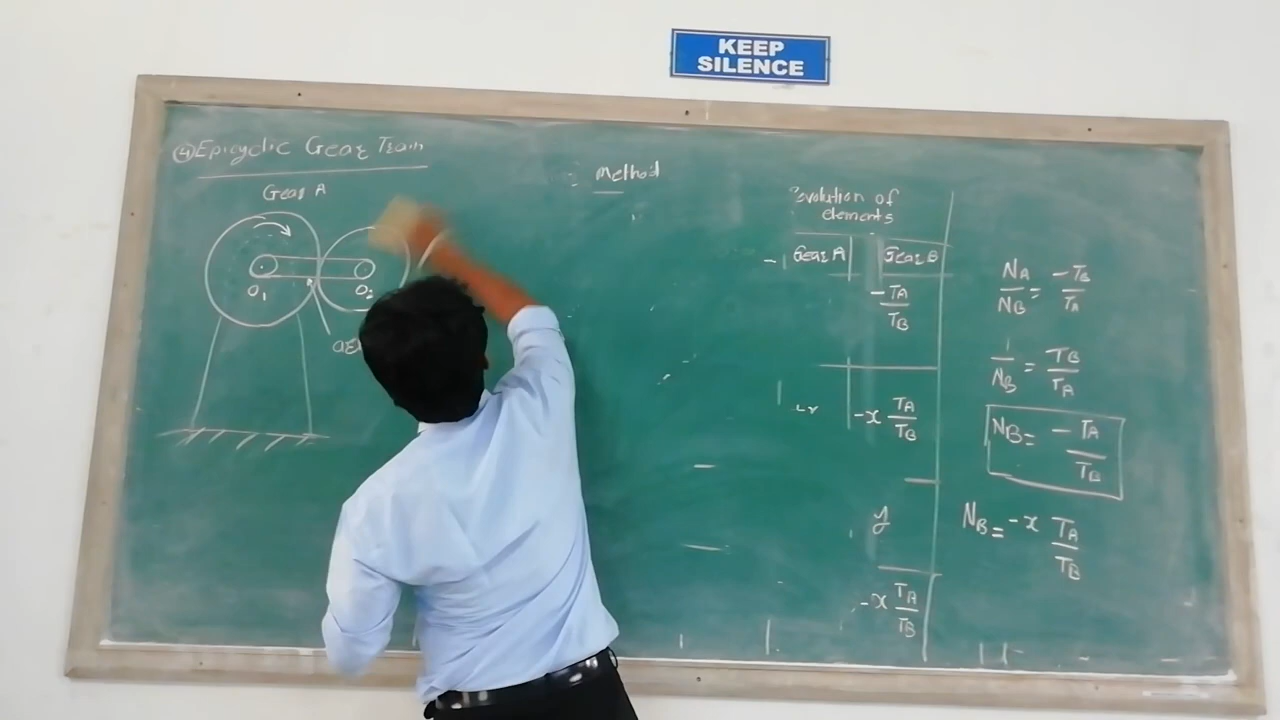 KEEP
SILENCE
④ Epicyclic Gear Train
Method
Gear A
O₁ O₂
Revolution of
elements
Gear A Gear B
-TA/TB
-x TA/TB
y
-x TA/TB
NA/NB = -TB/TA
1/NB = TB/TA
NB = -TA/TB
NB = -x TA/TB